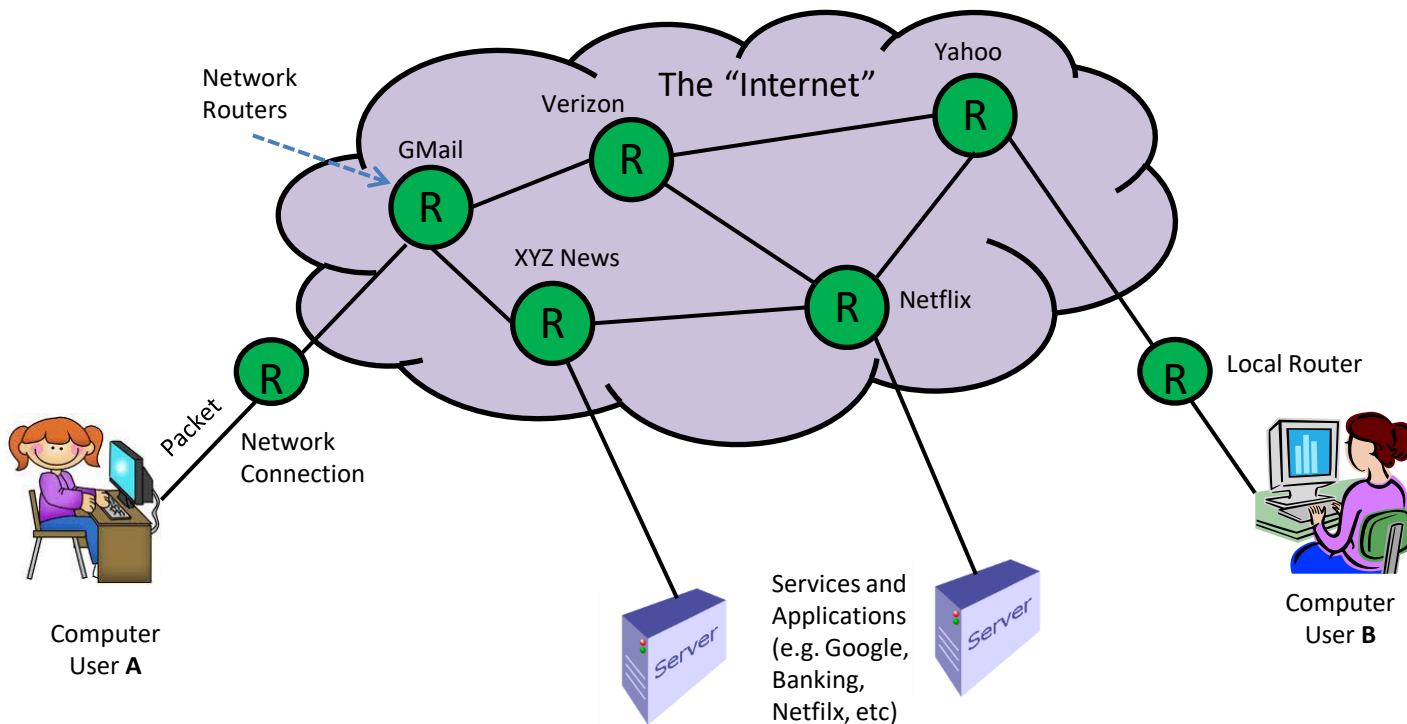 The “Internet”
Yahoo
Network
Routers
Verizon
R
R
GMail
R
XYZ News
R
R
Netflix
R
R
Local Router
Packet
Network
Connection
Server
Server
Services and
Applications
(e.g. Google,
Banking,
Netfilx, etc)
Computer
User A
Computer
User B